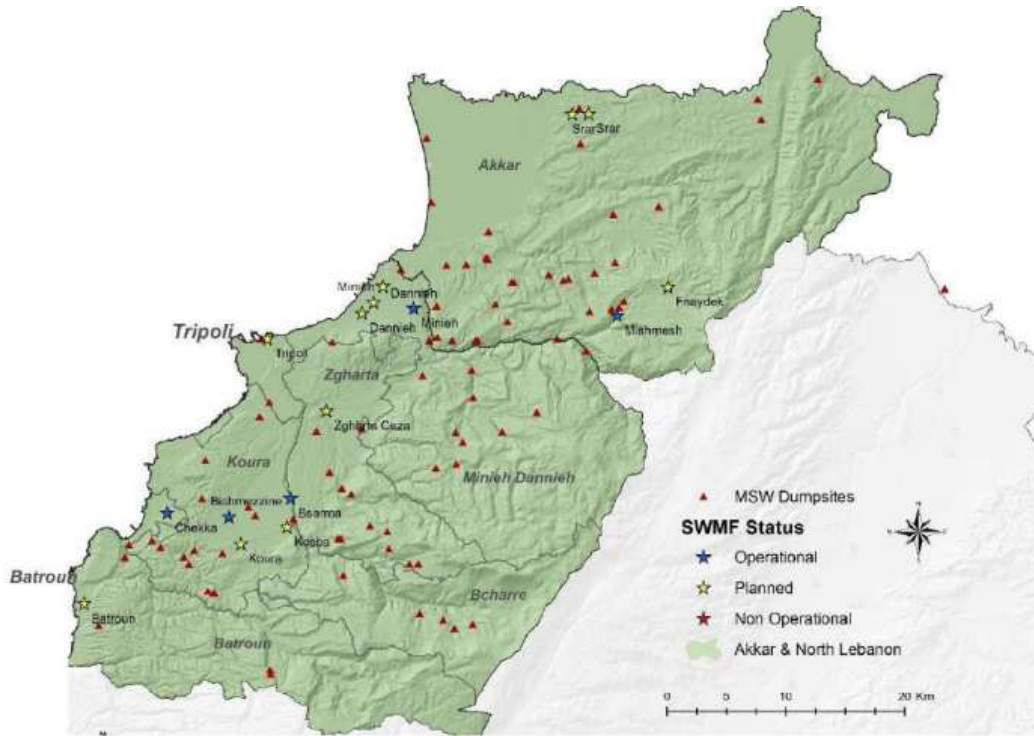 SrarSrar
Akkar
Minieh
Dannieh
Fnaydek
Dannieh
Minieh
Mishmesh
Tripoli
Tripoli
Zgharta
Zgharta Caza
Koura
Minieh Dannieh
Bishmezzine
Bsarma
Chekka
Kosba
Koura
Batroun
Bcharre
Batroun
Batroun
MSW Dumpsites
SWMF Status
Operational
Planned
Non Operational
Akkar & North Lebanon
0 5 10 20 Km